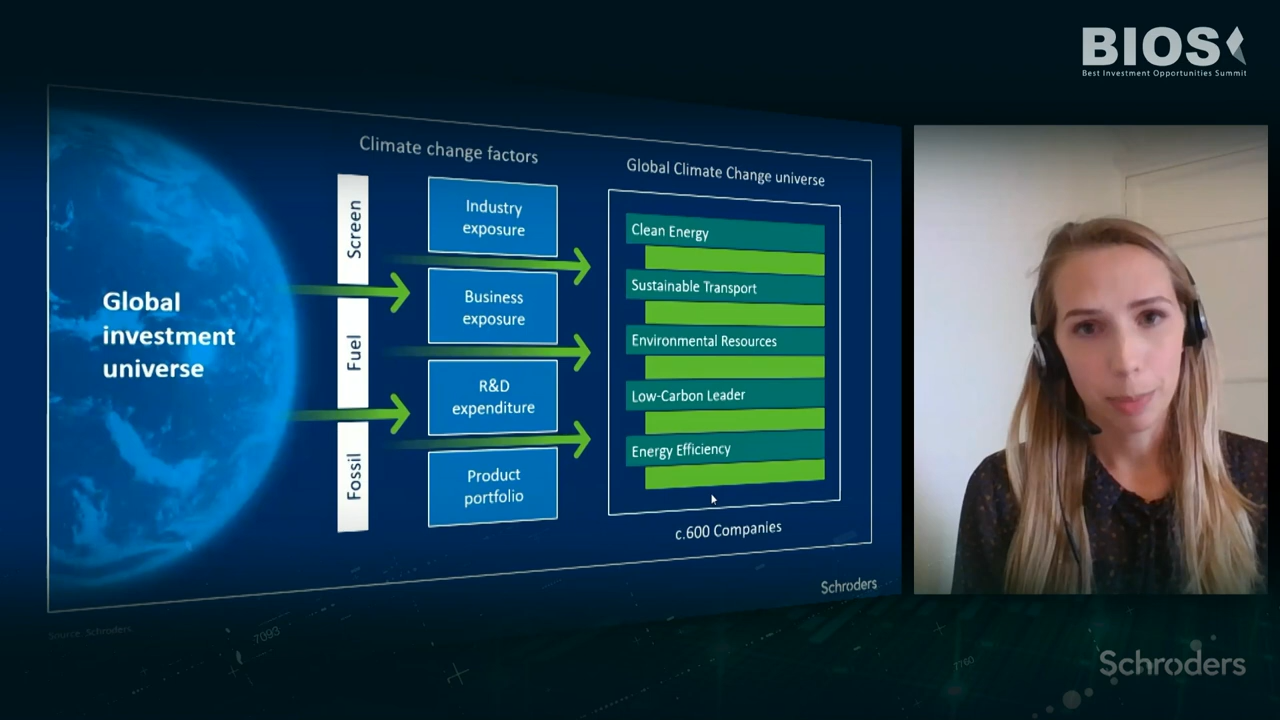 BIOS
Best Investment Opportunities Summit
Climate change factors
Global Climate Change universe
Global
investment
universe
Fossil Fuel Screen
Industry
exposure
Business
exposure
R&D
expenditure
Product
portfolio
Clean Energy
Sustainable Transport
Environmental Resources
Low-Carbon Leader
Energy Efficiency
c.600 Companies
Schroders
Source: Schroders.
7093
7760
Schroders